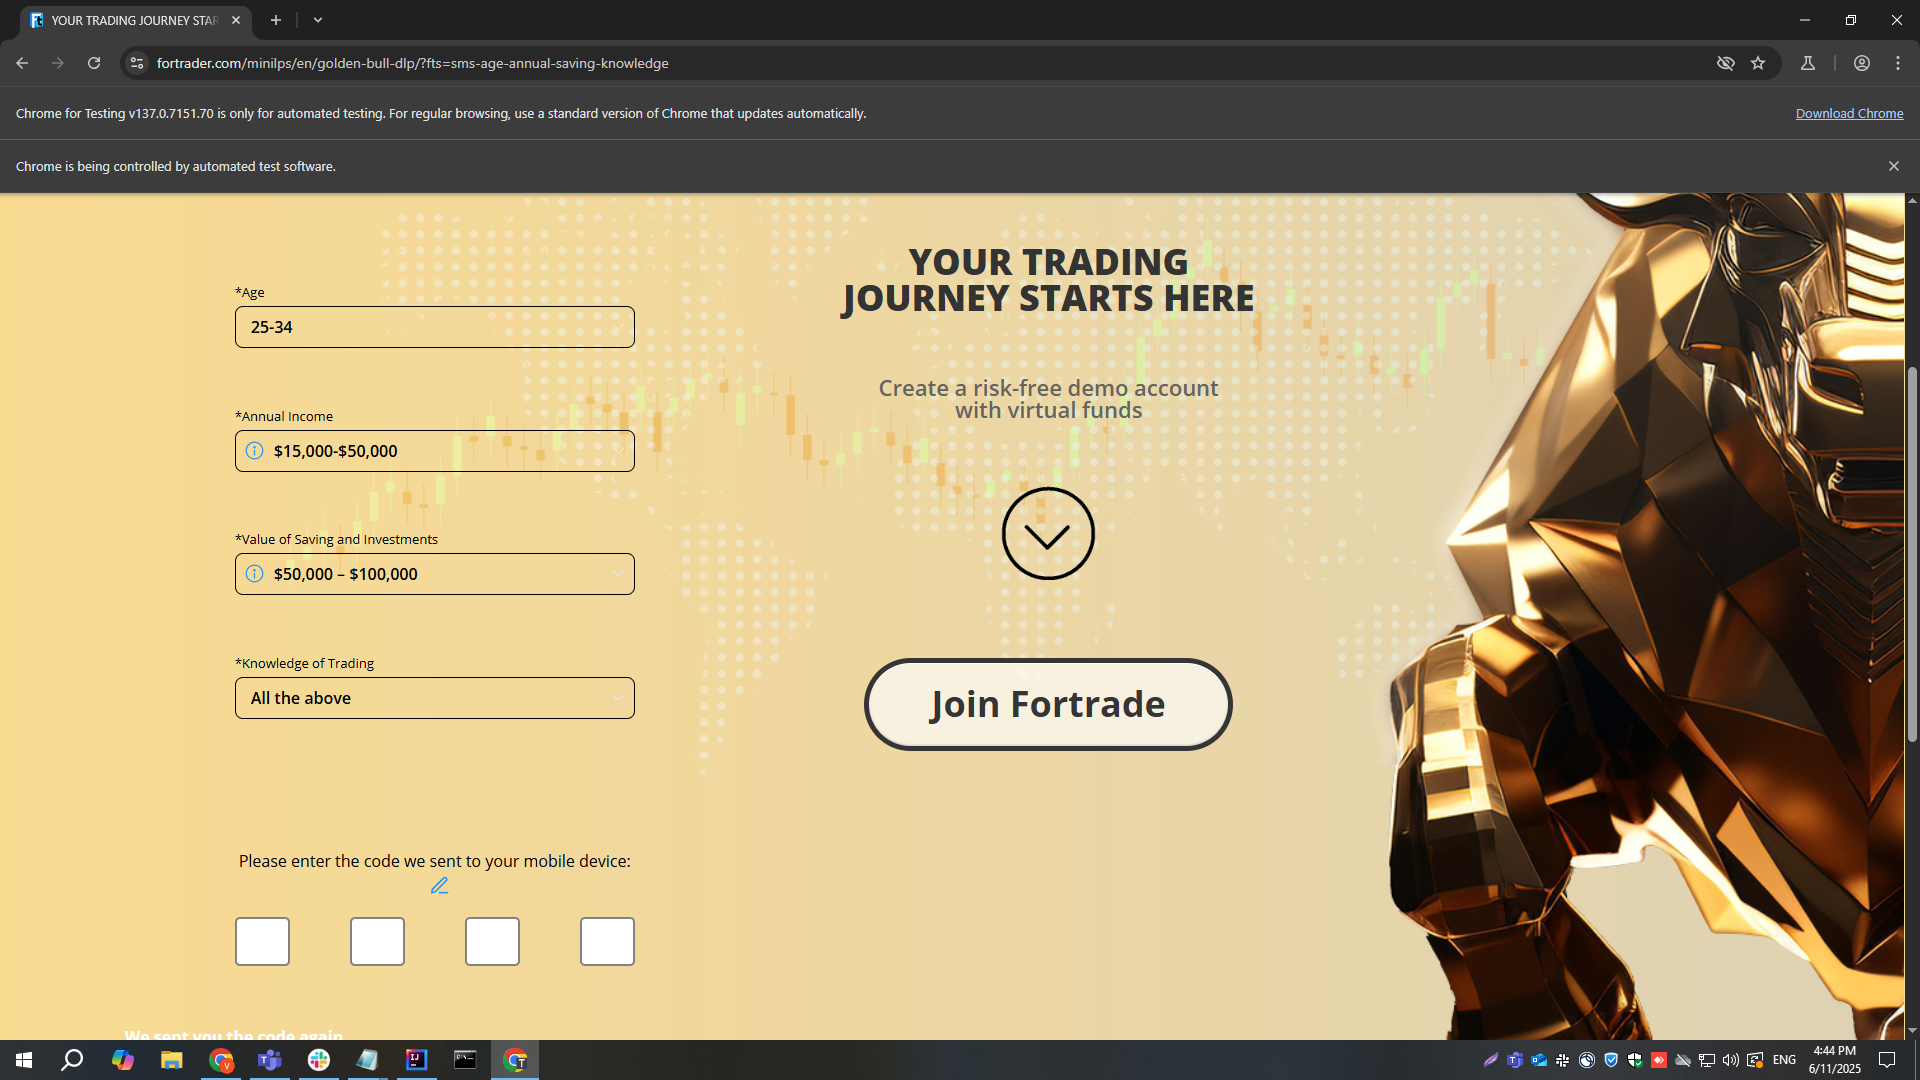 YOUR TRADING JOURNEY STAR
fortrader.com/minilps/en/golden-bull-dlp/?fts=sms-age-annual-saving-knowledge
Chrome for Testing v137.0.7151.70 is only for automated testing. For regular browsing, use a standard version of Chrome that updates automatically.
Download Chrome
Chrome is being controlled by automated test software.
YOUR TRADING
JOURNEY STARTS HERE
Create a risk-free demo account
with virtual funds
Join Fortrade
*Age
25-34
*Annual Income
$15,000-$50,000
*Value of Saving and Investments
$50,000 – $100,000
*Knowledge of Trading
All the above
Please enter the code we sent to your mobile device:
We sent you the code again
ENG
4:44 PM
6/11/2025